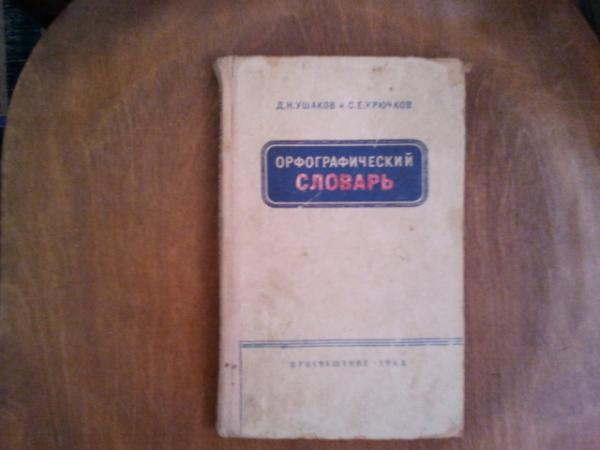 Д.Н.УШАКОВ и С.Е.КРЮЧКОВ
ОРФОГРАФИЧЕСКИЙ
СЛОВАРЬ
ПРОСВЕЩЕНИЕ